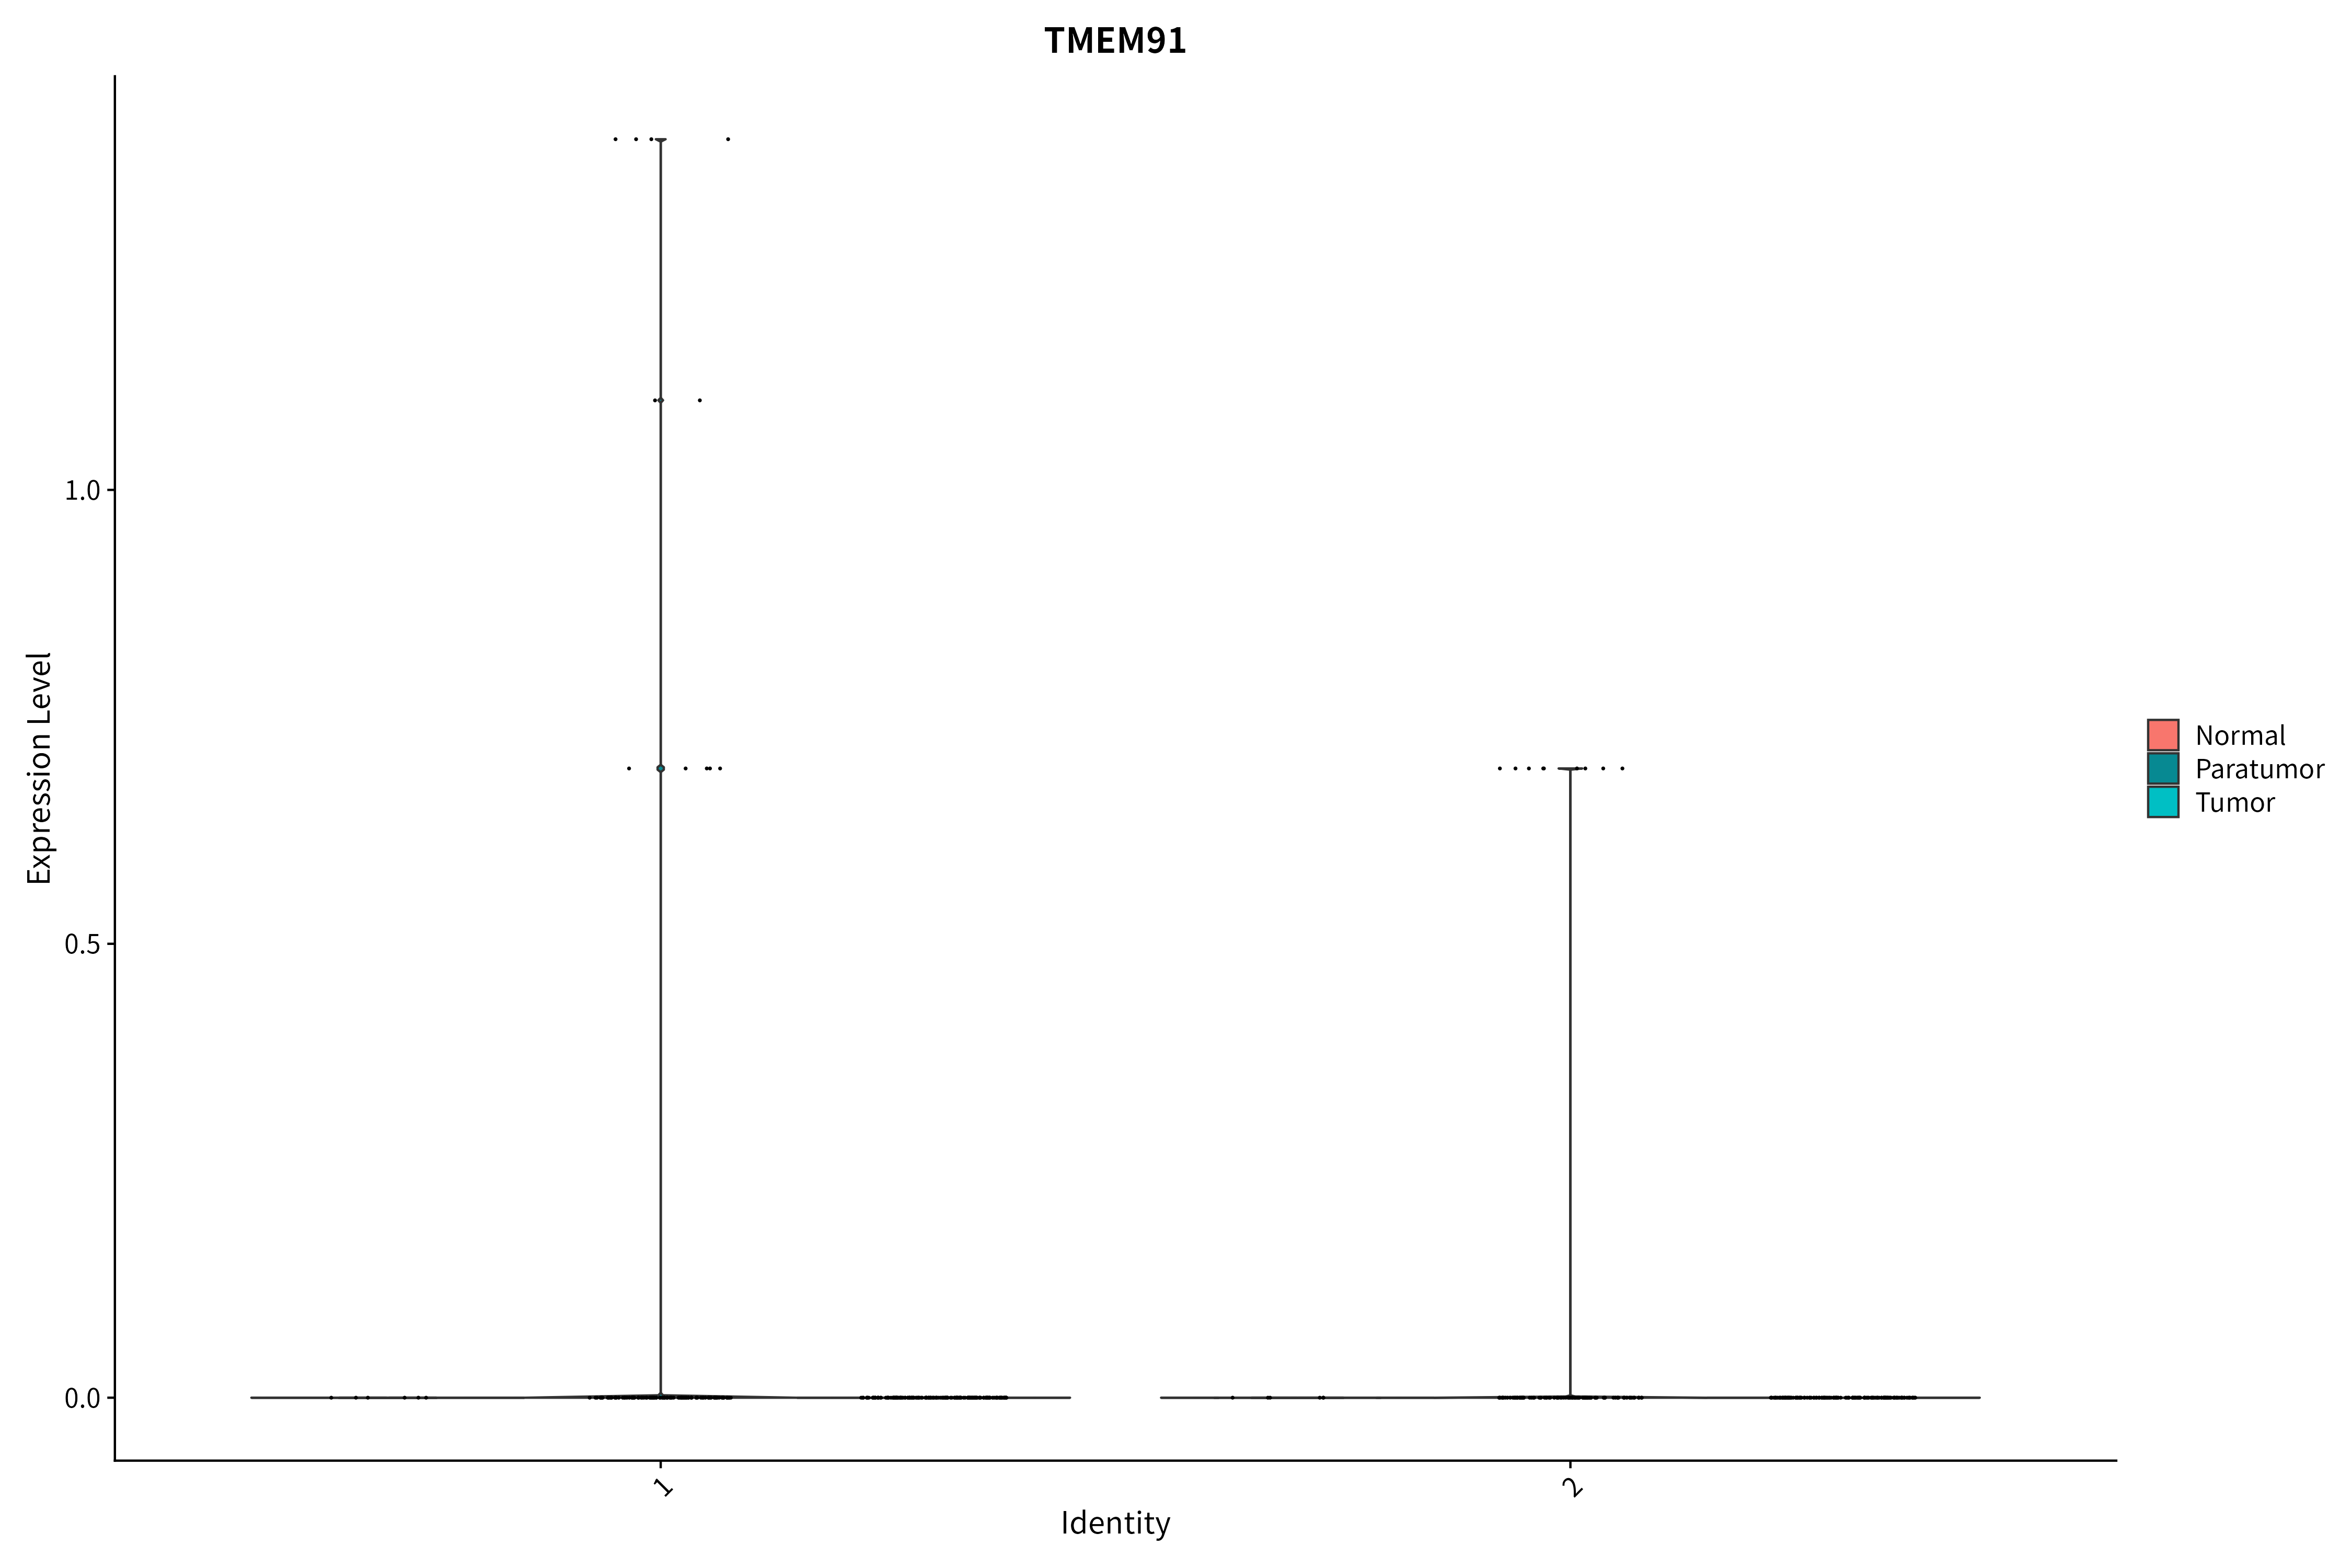 TMEM91
Expression Level
1.0
0.5
0.0
1
2
Identity
Normal
Paratumor
Tumor